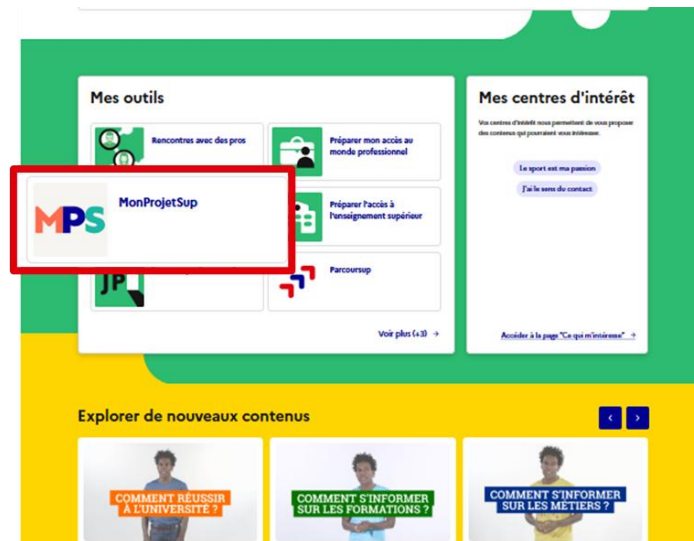 Mes outils
Rencontres avec des pros
Préparer mon accès au
monde professionnel
MPS
MonProjetSup
Préparer l'accès à
l'enseignement supérieur
JP
Parcoursup
Voir plus (+3) →
Mes centres d'intérêt
Vos centres d'intérêt nous permettent de vous proposer
des contenus qui pourraient vous intéresser.
Le sport est ma passion
J'ai le sens du contact
Accéder à la page "Ce qui m'intéresse" →
Explorer de nouveaux contenus
COMMENT RÉUSSIR
À L'UNIVERSITÉ ?
COMMENT S'INFORMER
SUR LES FORMATIONS ?
COMMENT S'INFORMER
SUR LES MÉTIERS ?